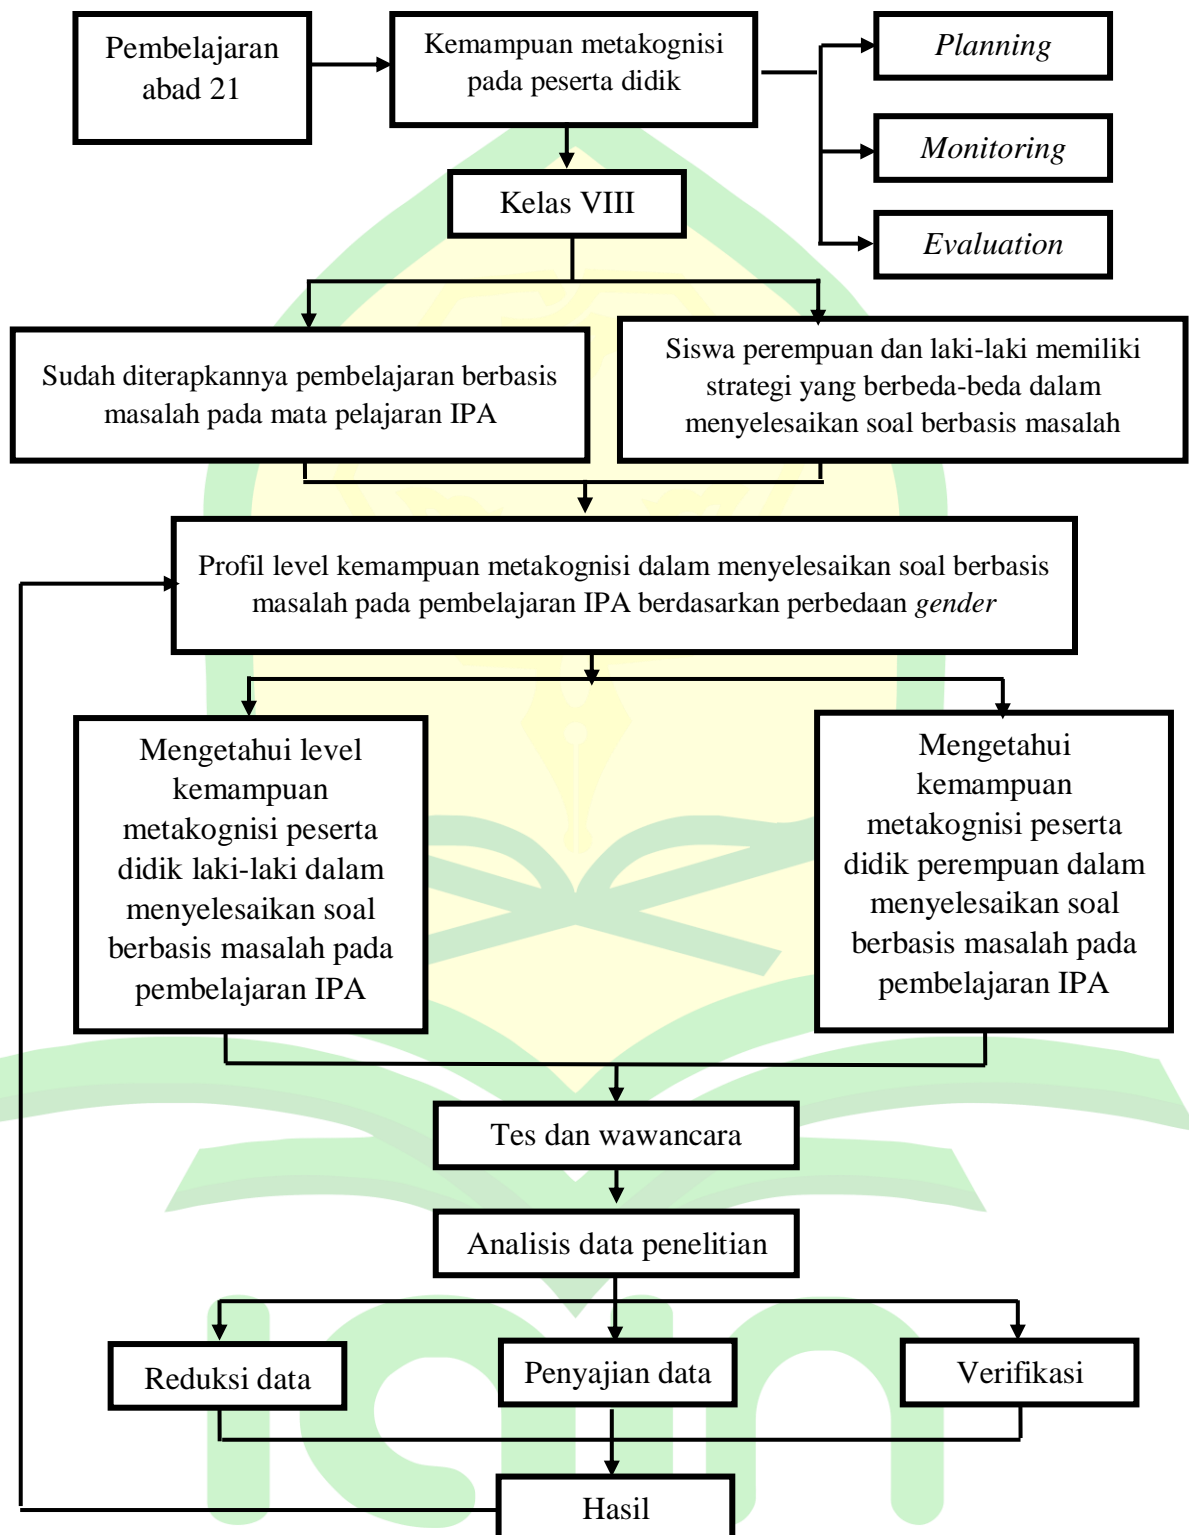 Pembelajaran
abad 21
Kemampuan metakognisi
pada peserta didik
Planning
Monitoring
Evaluation
Kelas VIII
Sudah diterapkannya pembelajaran berbasis
masalah pada mata pelajaran IPA
Siswa perempuan dan laki-laki memiliki
strategi yang berbeda-beda dalam
menyelesaikan soal berbasis masalah
Profil level kemampuan metakognisi dalam menyelesaikan soal berbasis
masalah pada pembelajaran IPA berdasarkan perbedaan gender
Mengetahui level
kemampuan
metakognisi peserta
didik laki-laki dalam
menyelesaikan soal
berbasis masalah pada
pembelajaran IPA
Mengetahui
kemampuan
metakognisi peserta
didik perempuan dalam
menyelesaikan soal
berbasis masalah pada
pembelajaran IPA
Tes dan wawancara
Analisis data penelitian
Reduksi data
Penyajian data
Verifikasi
Hasil
iain